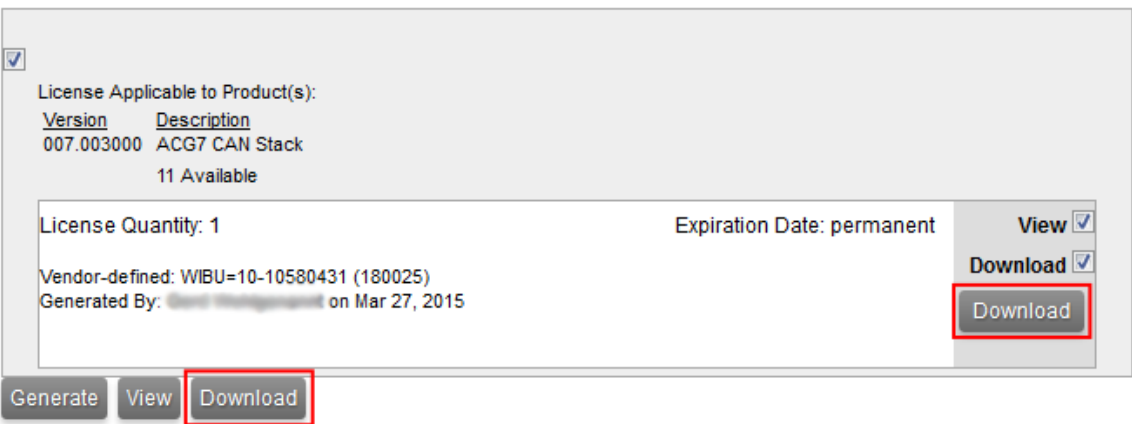 License Applicable to Product(s):
Version Description
007.003000 ACG7 CAN Stack
11 Available
License Quantity: 1 Expiration Date: permanent View
Vendor-defined: WIBU=10-10580431 (180025) Download
Generated By: on Mar 27, 2015 Download
Generate View Download